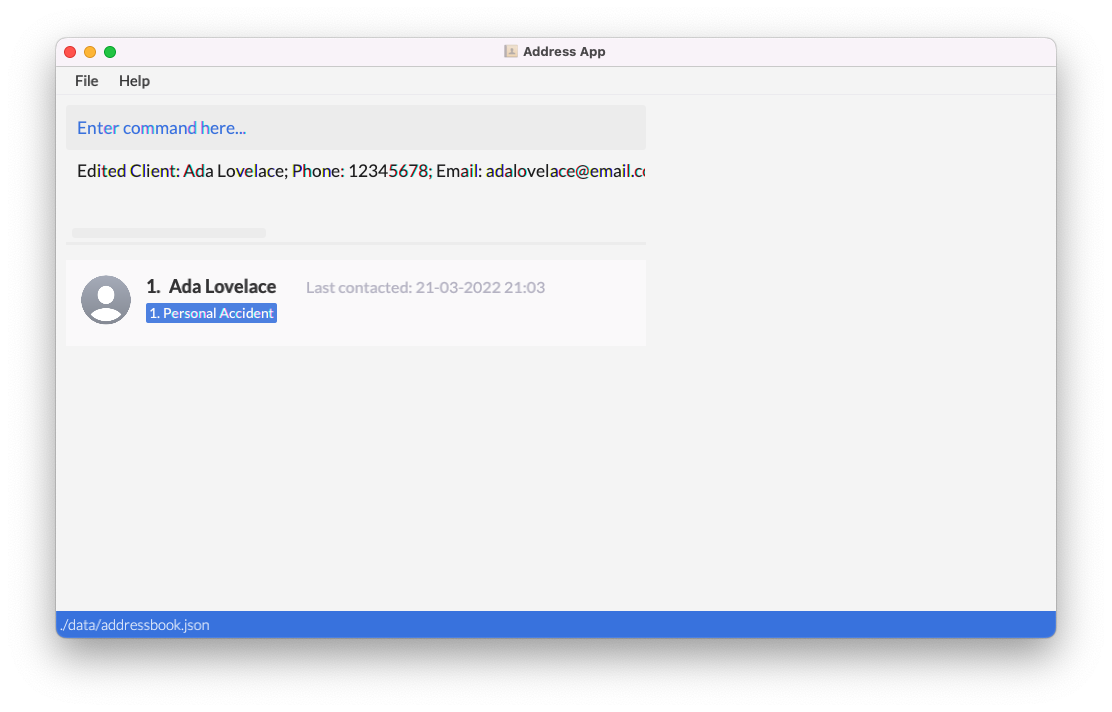 Address App
File Help
Enter command here...
Edited Client: Ada Lovelace; Phone: 12345678; Email: adalovelace@email.c
1. Ada Lovelace Last contacted: 21-03-2022 21:03
1. Personal Accident
./data/addressbook.json